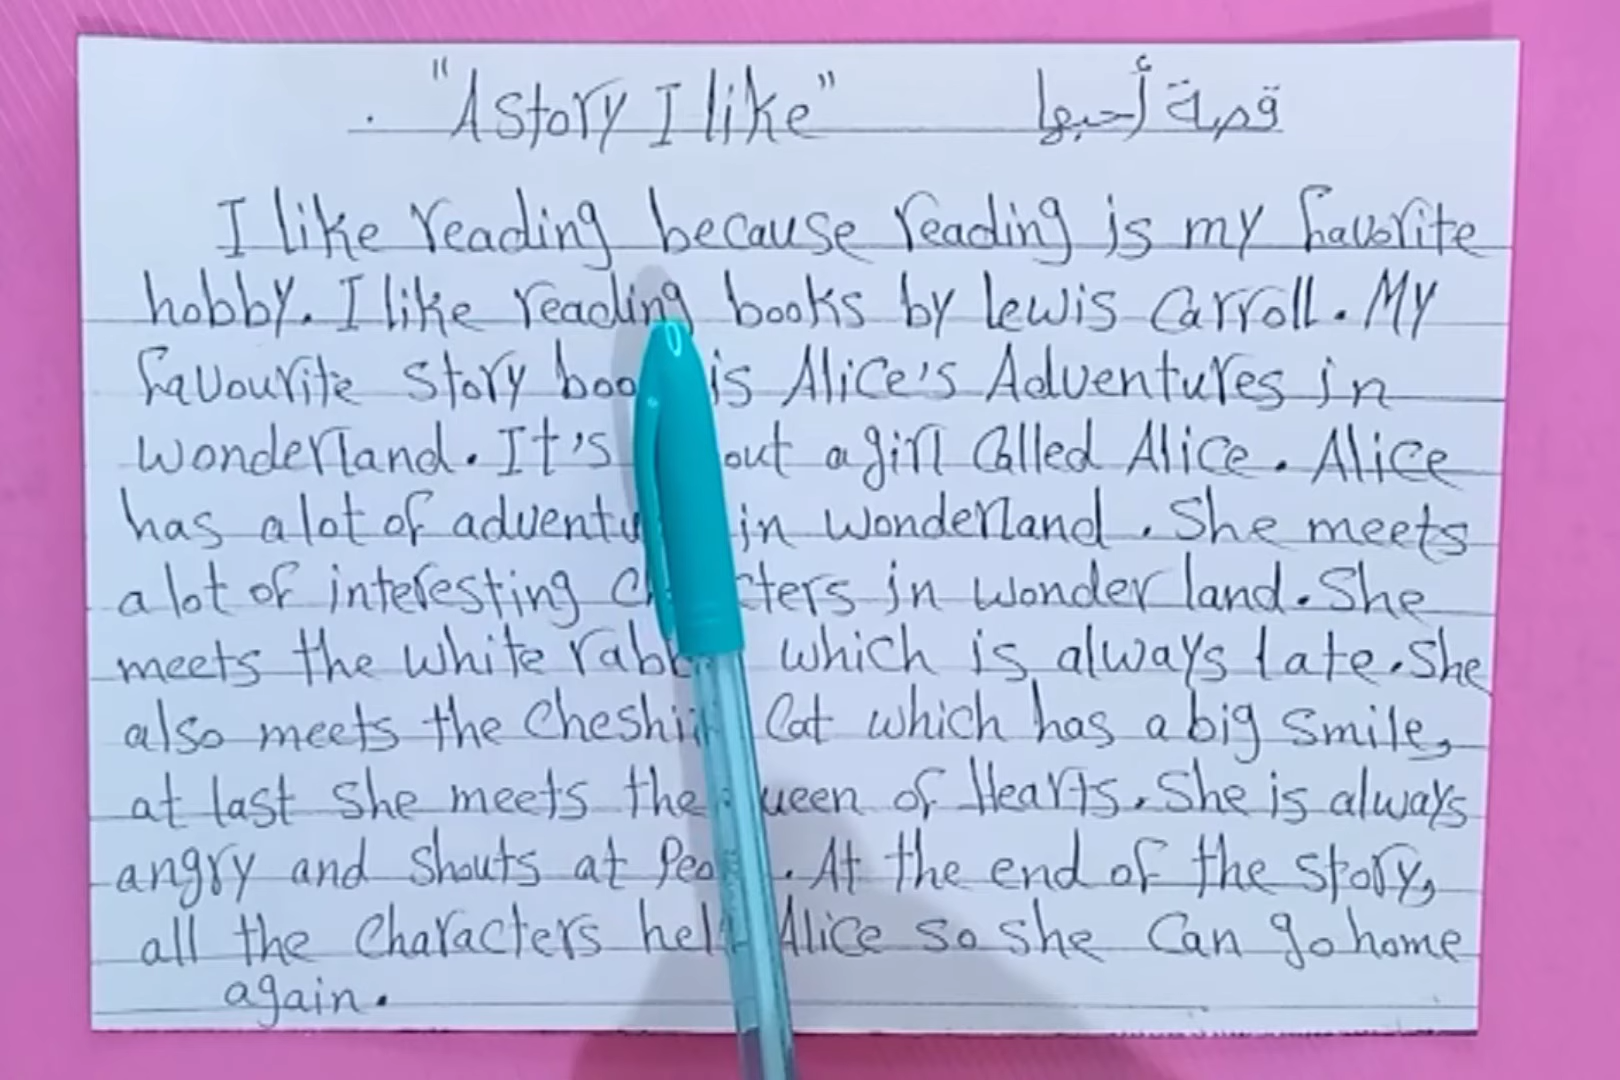 "A story I like" قصة أحبها
I like reading because reading is my favorite
hobby. I like reading books by lewis Carroll. My
favourite story is Alice's Adventures in
wonderland. It's a girl Called Alice. Alice
has a lot of in wonderland. She meets
a lot of interesting in wonder land. She
meets the white which is always late. She
also meets the Cat which has a big smile,
at last she meets the of Hearts. She is always
angry and shouts at . At the end of the story,
all the characters Alice so she Can go home
again.